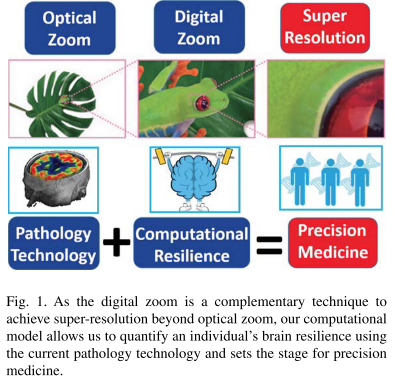 Optical
Zoom
Digital
Zoom
Super
Resolution
Pathology
Technology
+
Computational
Resilience
=
Precision
Medicine
Fig. 1. As the digital zoom is a complementary technique to
achieve super-resolution beyond optical zoom, our computational
model allows us to quantify an individual's brain resilience using
the current pathology technology and sets the stage for precision
medicine.